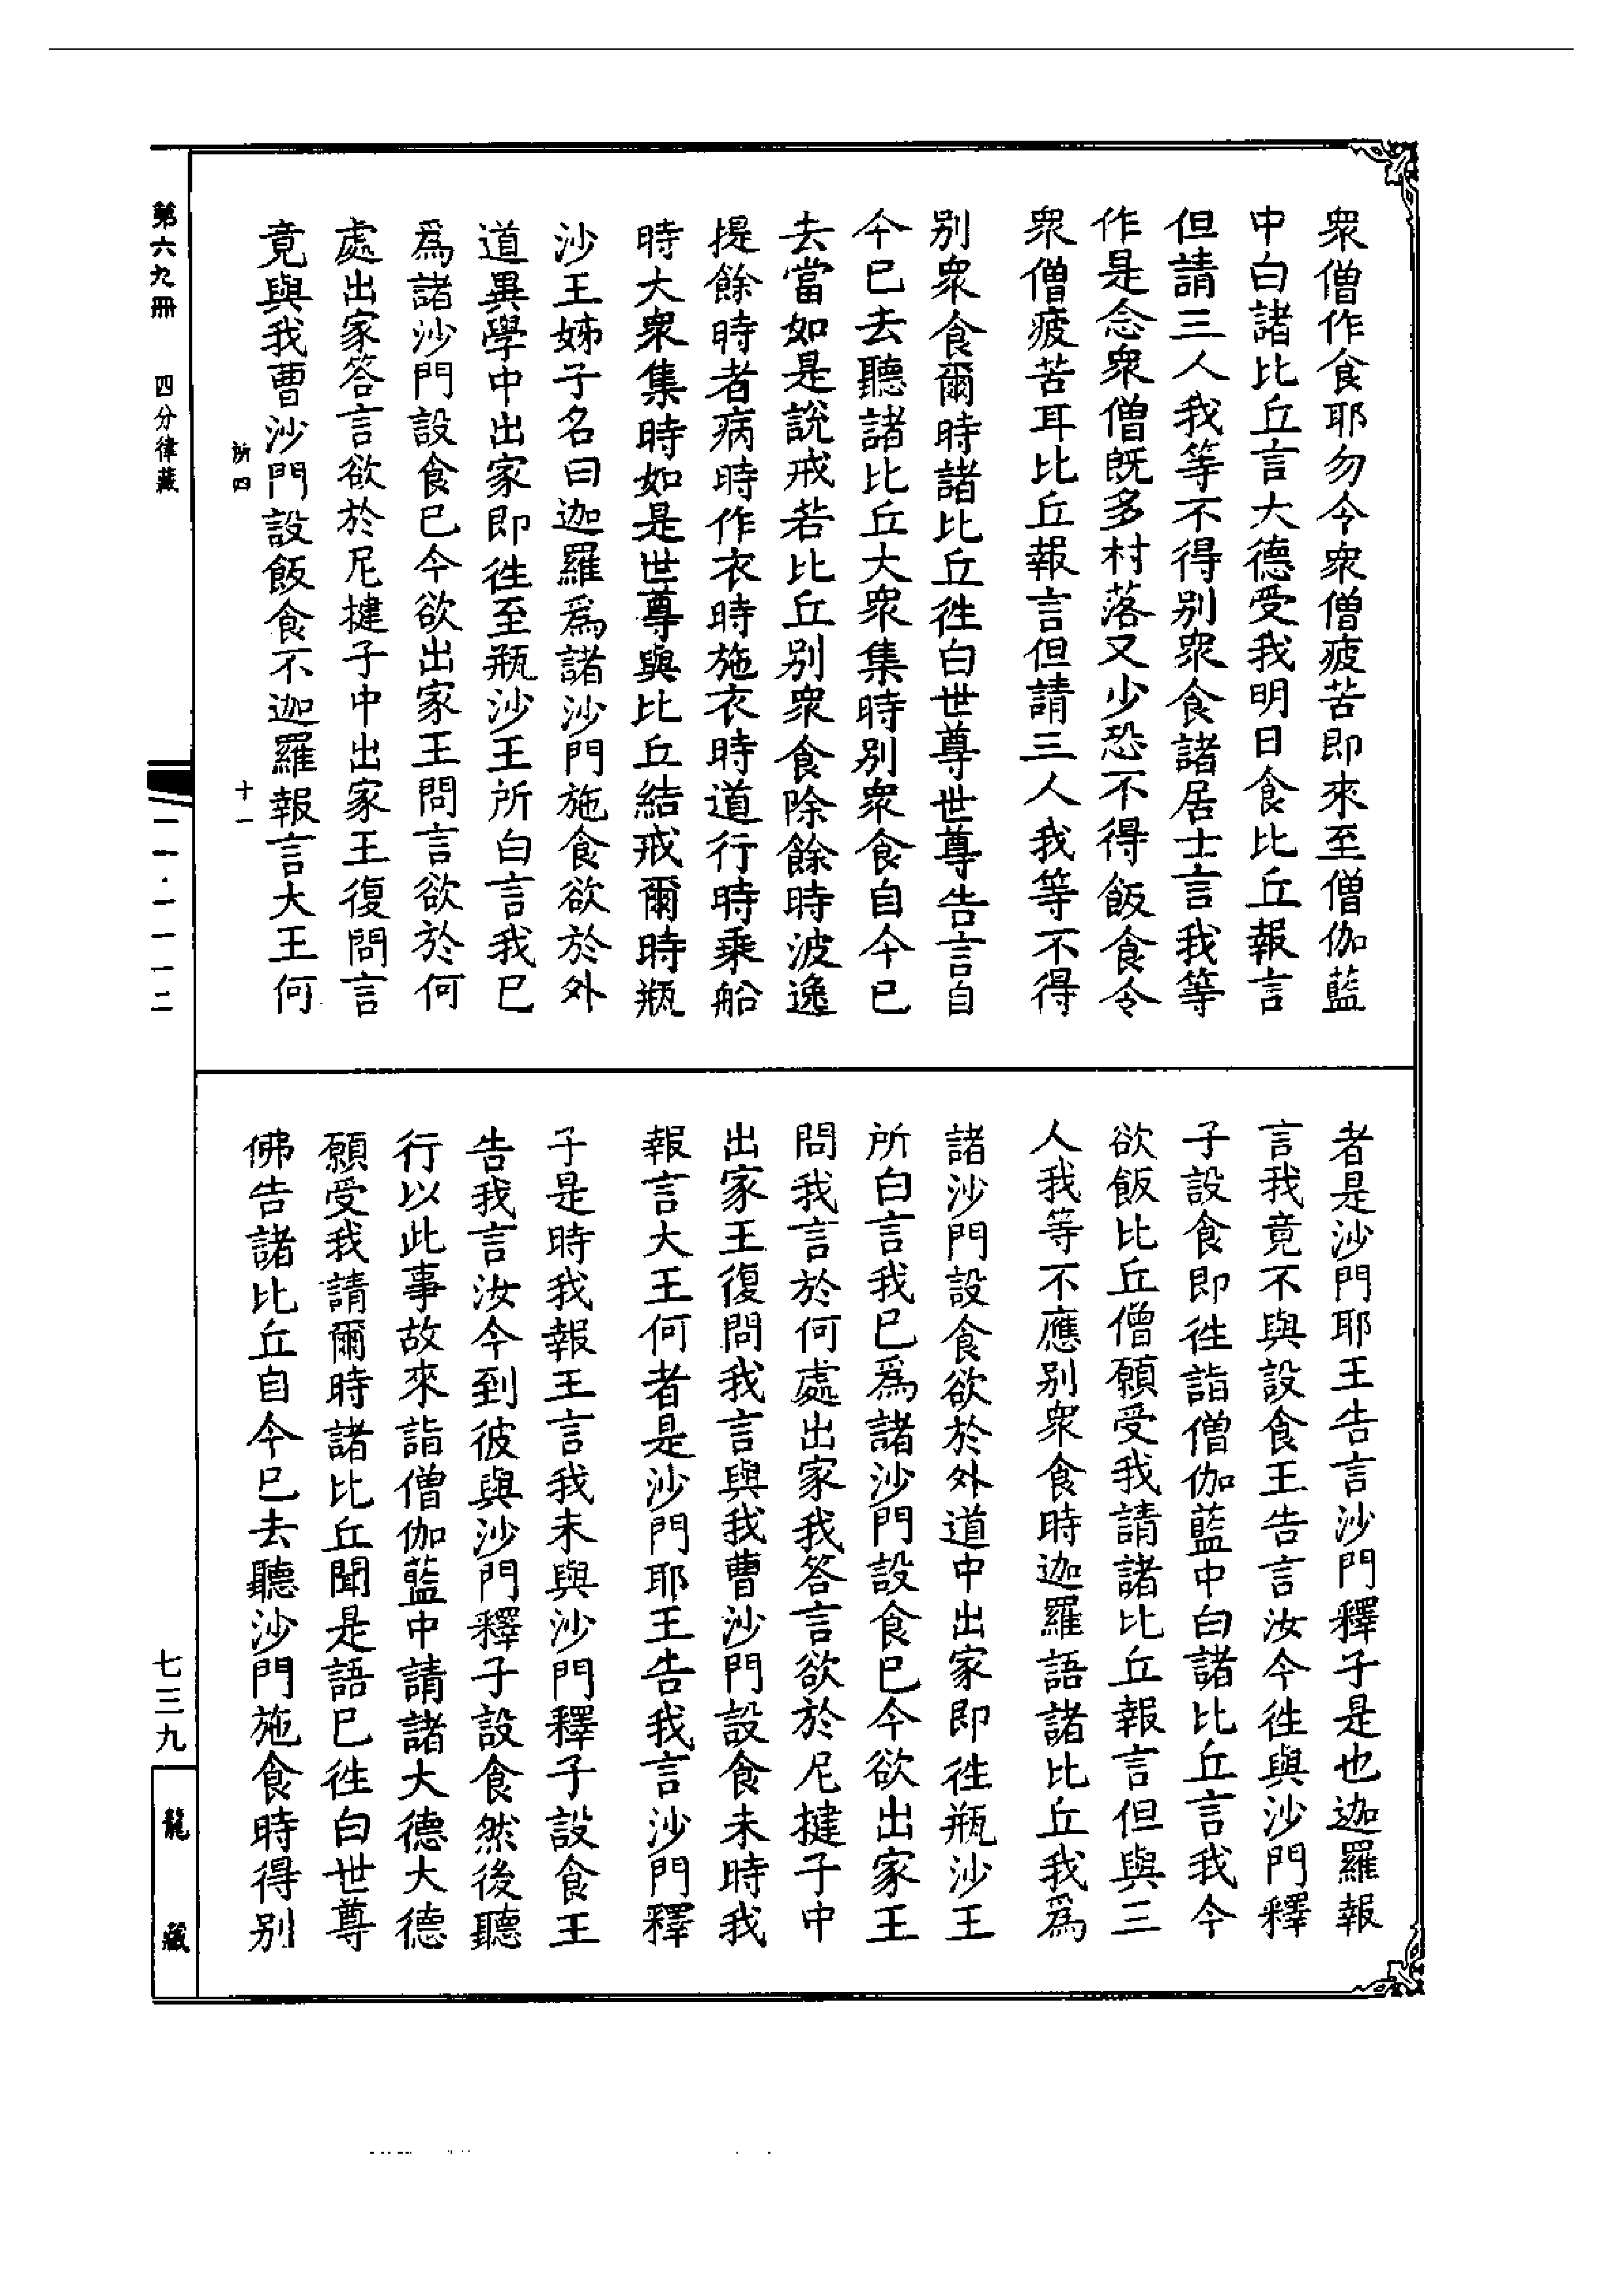 衆僧作食耶勿令衆僧疲苦即來至僧伽藍
中白諸比丘言大德受我明日食比丘報言
但請三人我等不得別衆食諸居士言我等
作是念衆僧既多村落又少恐不得飯食令
衆僧疲苦耳比丘報言但請三人我等不得
別衆食爾時諸比丘徃白世尊世尊告言自
今已去聽諸比丘大衆集時別衆食自今已
去當如是說戒若比丘別衆食除餘時波逸
提餘時者病時作衣時施衣時道行時乘船
時大衆集時如是世尊與比丘結戒爾時瓶
沙王姊子名曰迦羅爲諸沙門施食欲於外
道異學中出家即徃至瓶沙王所白言我已
爲諸沙門設食已今欲出家王問言欲於何
處出家答言欲於尼揵子中出家王復問言
竟與我曹沙門設飯食不迦羅報言大王何
所四 十一
者是沙門耶王告言沙門釋子是也迦羅報
言我竟不與設食王告言汝今徃與沙門釋
子設食即徃詣僧伽藍中白諸比丘言我今
欲飯比丘僧願受我請諸比丘報言但與三
人我等不應別衆食時迦羅語諸比丘我爲
諸沙門設食欲於外道中出家即徃瓶沙王
所白言我已爲諸沙門設食已今欲出家王
問我言於何處出家我答言欲於尼揵子中
出家王復問我言與我曹沙門設食未時我
報言大王何者是沙門耶王告我言沙門釋
子是時我報王言我未與沙門釋子設食王
告我言汝今到彼與沙門釋子設食然後聽
行以此事故來詣僧伽藍中請諸大德大德
願受我請爾時諸比丘聞是語已徃白世尊
佛告諸比丘自今已去聽沙門施食時得別
第六九冊 四分律藏 一一·一一一二 七三九 龍藏